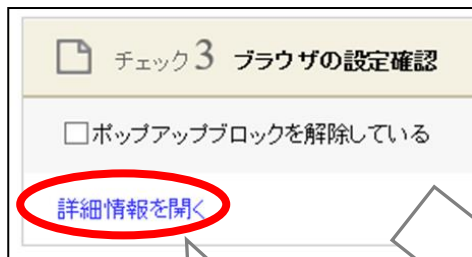 チェック3 ブラウザの設定確認
ポップアップブロックを解除している
詳細情報を開く